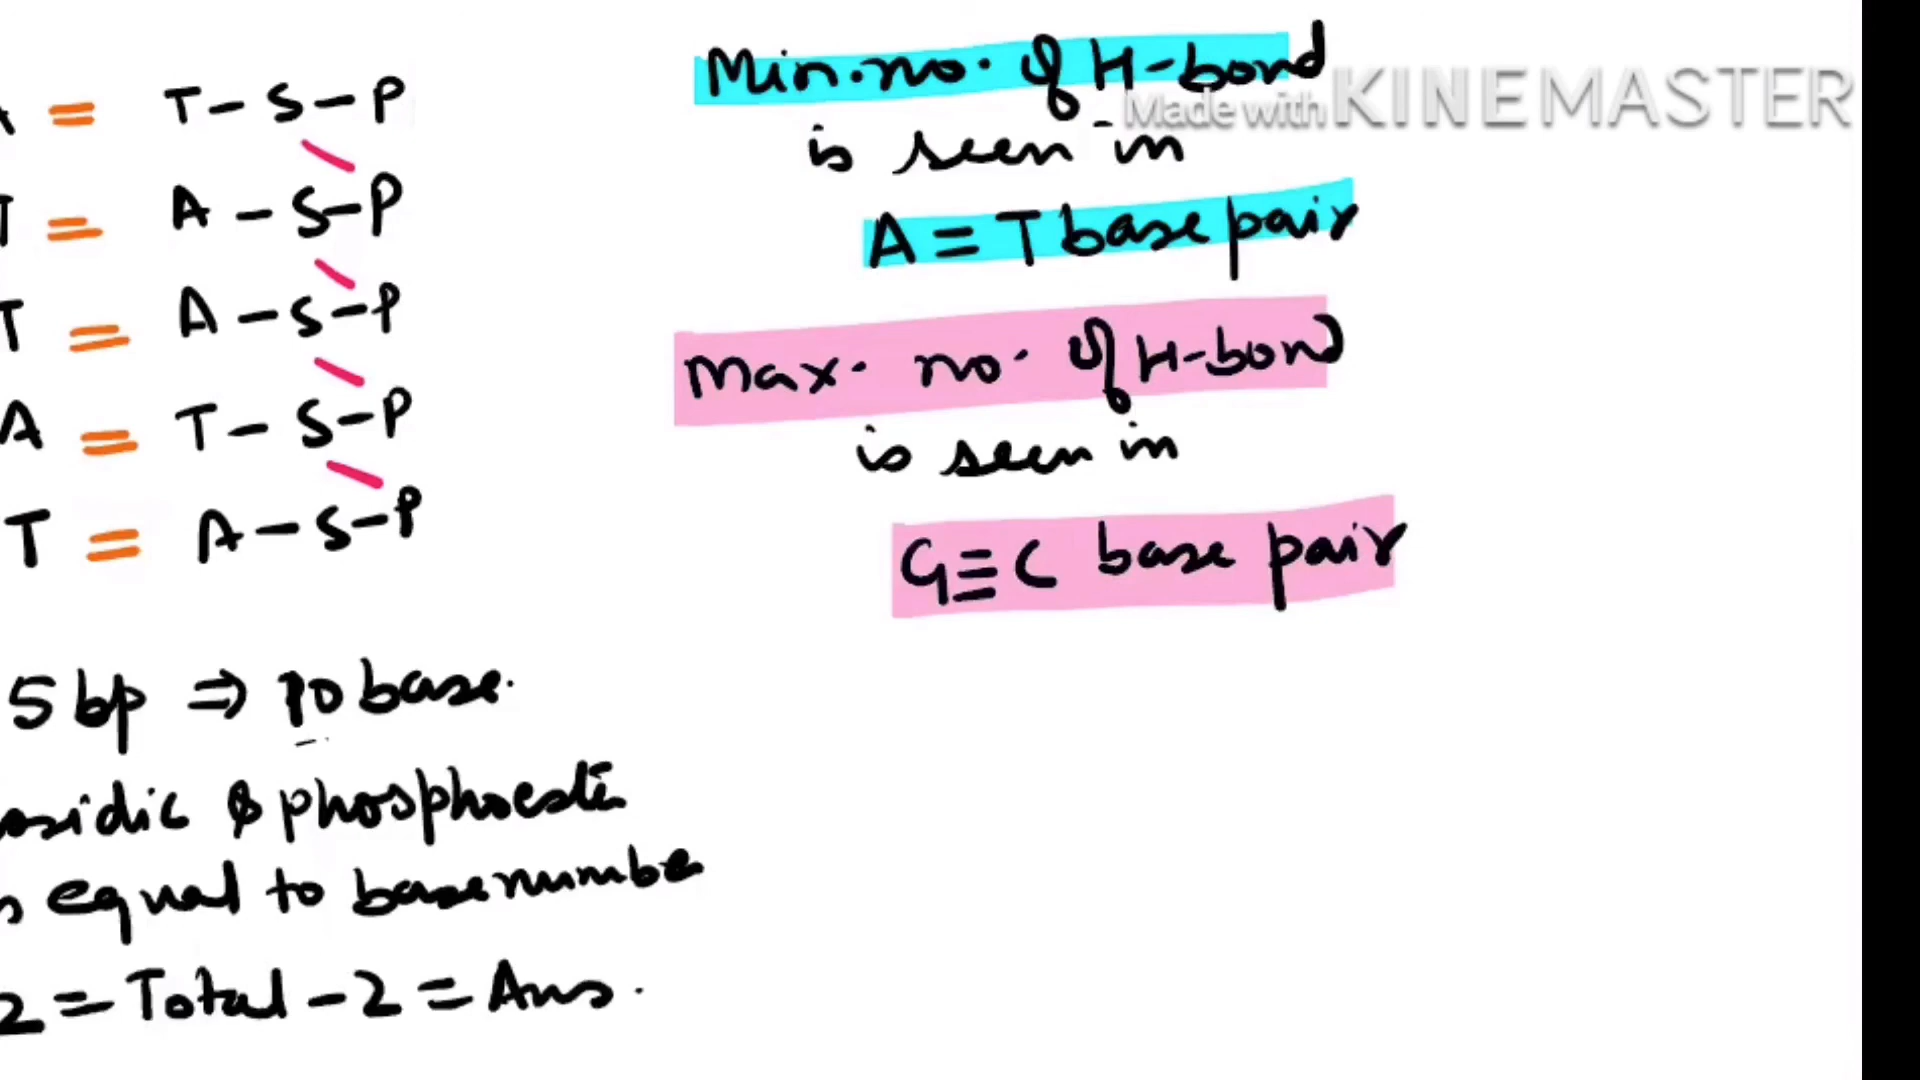 A = T - S - P
T = A - S - P
T = A - S - P
A = T - S - P
T = A - S - P
5 bp ⇒ 10 base.
osidic & phosphoeste
s equal to base numbe
2 = Total - 2 = Ans.
Min. no. of H-bond
is seen in
A = T base pair
Max. no. of H-bond
is seen in
G ≡ C base pair
Made with KINEMASTER